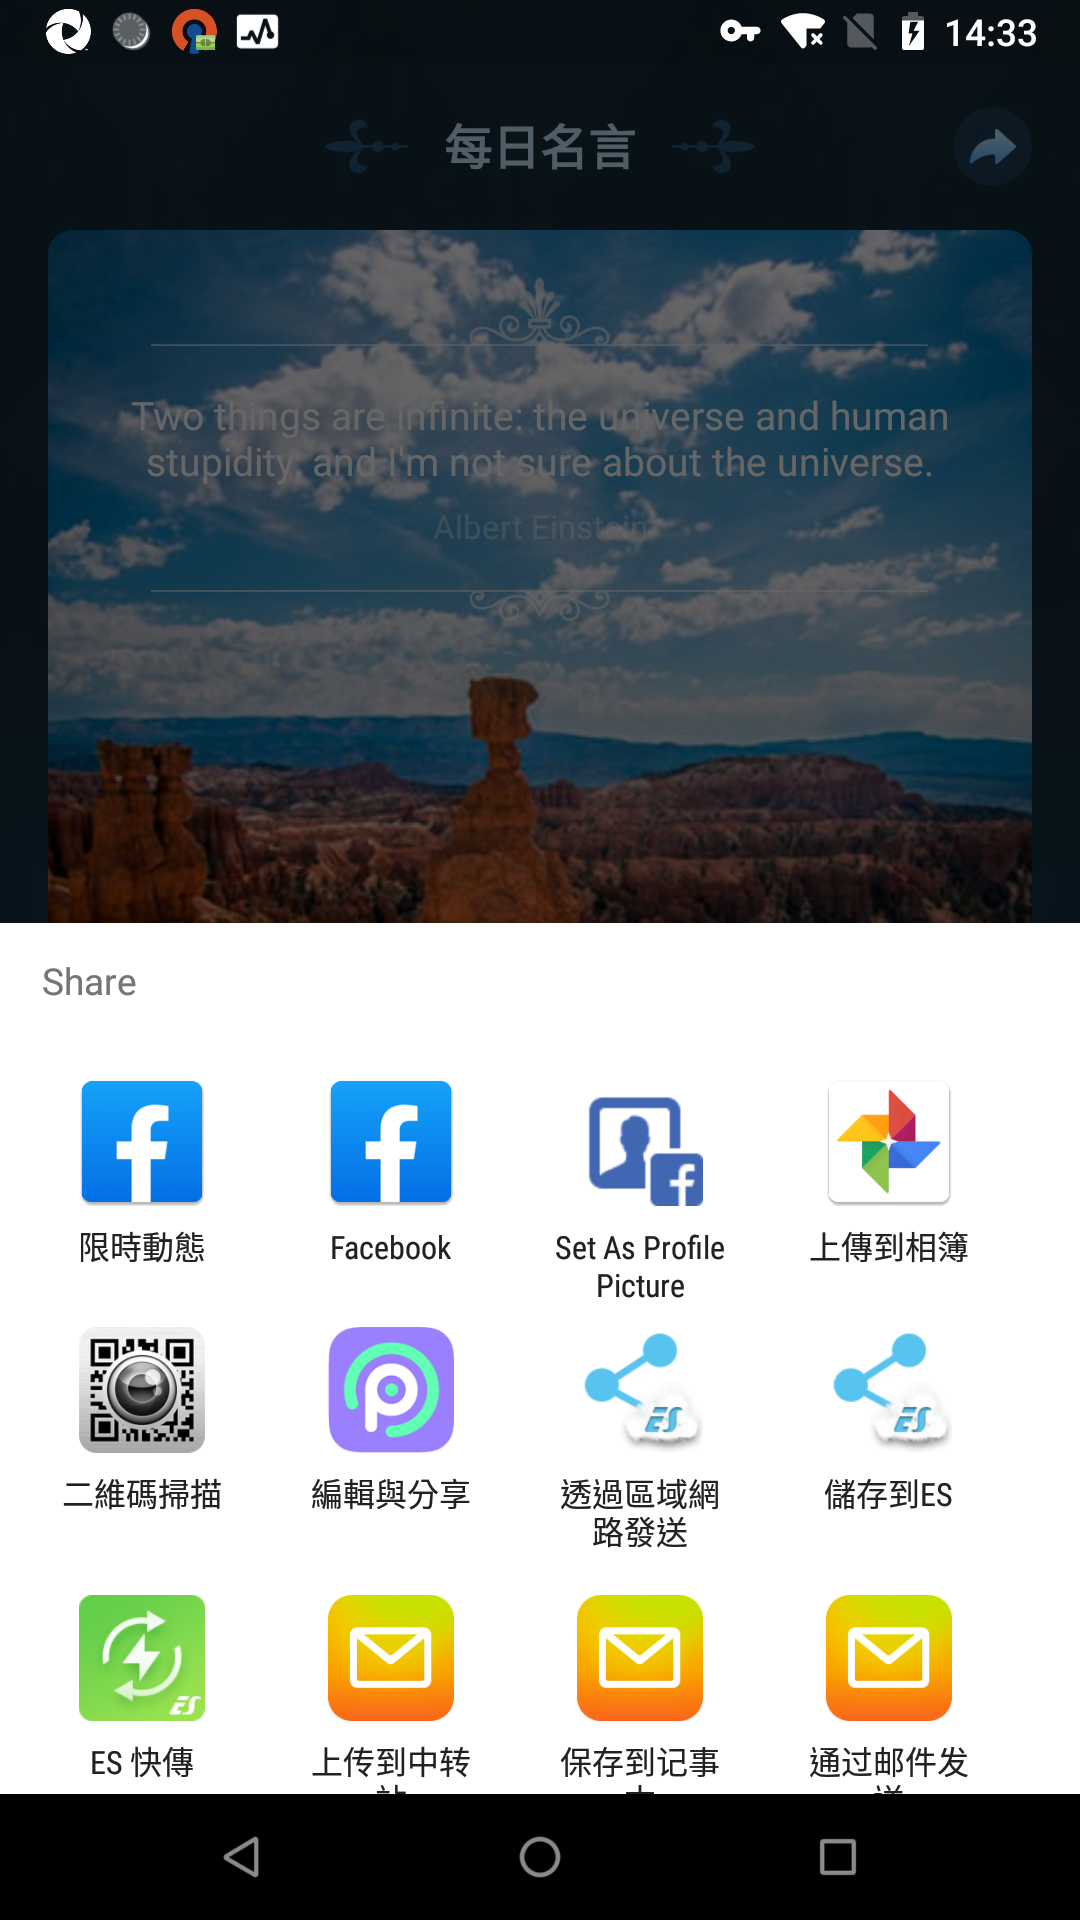 14:33
每日名言
Two things are infinite: the universe and human
stupidity; and I'm not sure about the universe.
Albert Einstein
Share
限時動態
Facebook
Set As Profile
Picture
上傳到相簿
二維碼掃描
編輯與分享
透過區域網
路發送
儲存到ES
ES
ES
ES
ES 快傳
上传到中转
保存到记事
通过邮件发